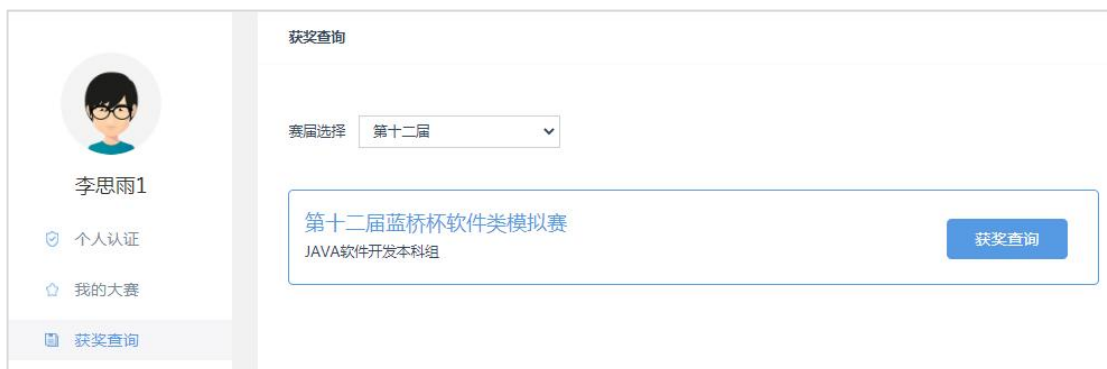 获奖查询
赛届选择 第十二届
李思雨1
个人认证
我的大赛
获奖查询
第十二届蓝桥杯软件类模拟赛
JAVA软件开发本科组
获奖查询